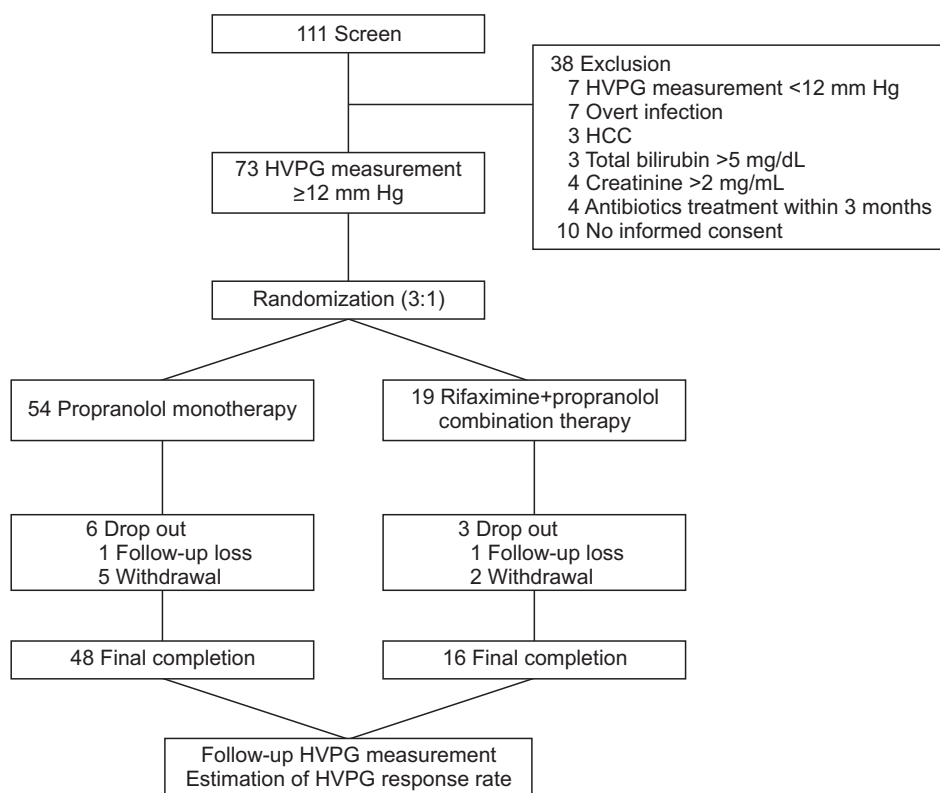 111 Screen
38 Exclusion
7 HVPG measurement <12 mm Hg
7 Overt infection
3 HCC
3 Total bilirubin >5 mg/dL
4 Creatinine >2 mg/mL
4 Antibiotics treatment within 3 months
10 No informed consent
73 HVPG measurement
≥12 mm Hg
Randomization (3:1)
54 Propranolol monotherapy
19 Rifaximine+propranolol
combination therapy
6 Drop out
1 Follow-up loss
5 Withdrawal
3 Drop out
1 Follow-up loss
2 Withdrawal
48 Final completion
16 Final completion
Follow-up HVPG measurement
Estimation of HVPG response rate